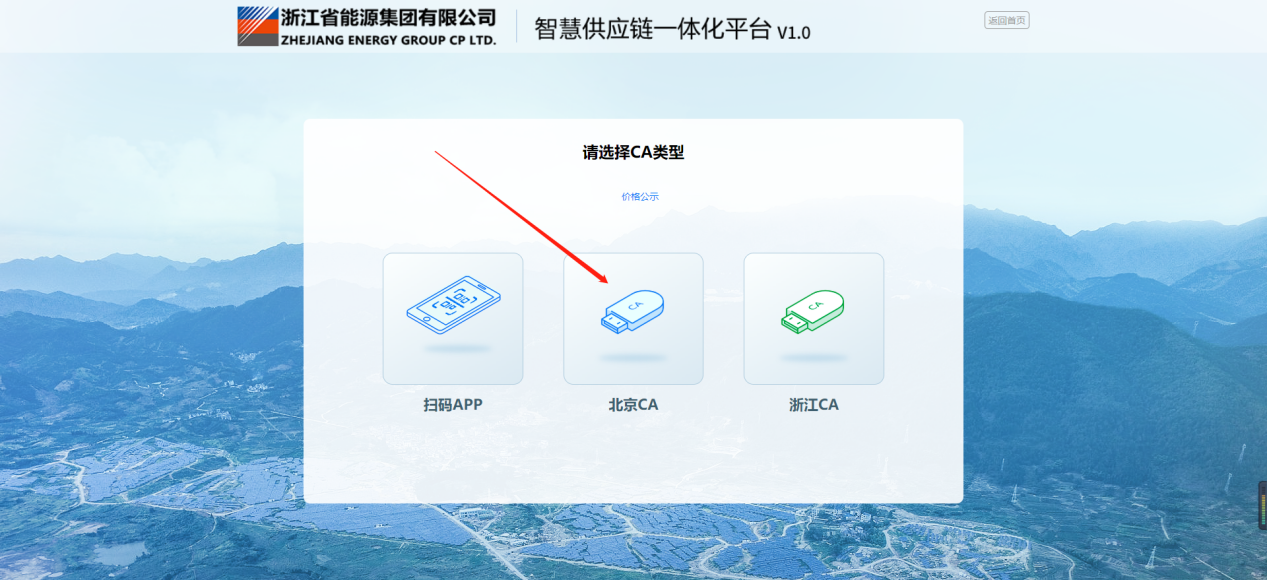 浙江省能源集团有限公司
ZHEJIANG ENERGY GROUP CP LTD.
智慧供应链一体化平台 V1.0
返回首页
请选择CA类型
价格公示
CA
CA
扫码APP
北京CA
浙江CA